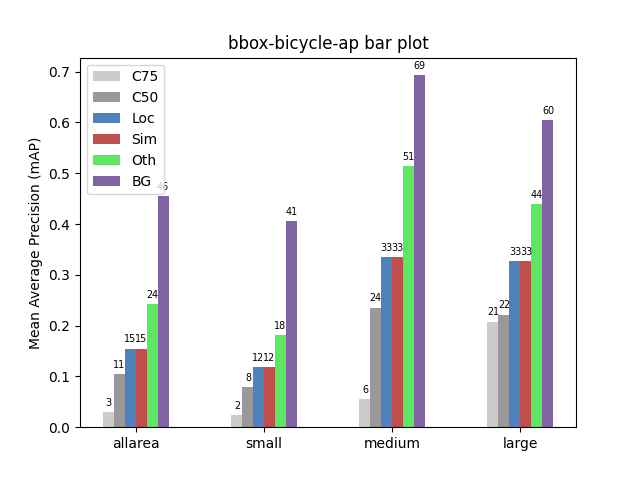 bbox-bicycle-ap bar plot
Mean Average Precision (mAP)
0.7
0.6
0.5
0.4
0.3
0.2
0.1
0.0
C75
C50
Loc
Sim
Oth
BG
3
11
15
15
24
46
2
8
12
12
18
41
6
24
33
33
51
69
21
22
33
33
44
60
allarea
small
medium
large